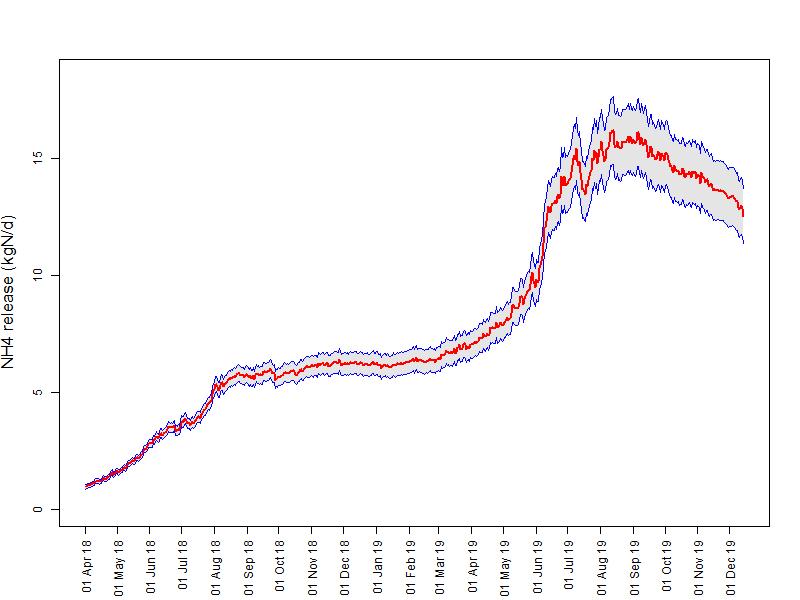 NH4 release (kgN/d)
15
10
5
0
01 Apr 18
01 May 18
01 Jun 18
01 Jul 18
01 Aug 18
01 Sep 18
01 Oct 18
01 Nov 18
01 Dec 18
01 Jan 19
01 Feb 19
01 Mar 19
01 Apr 19
01 May 19
01 Jun 19
01 Jul 19
01 Aug 19
01 Sep 19
01 Oct 19
01 Nov 19
01 Dec 19